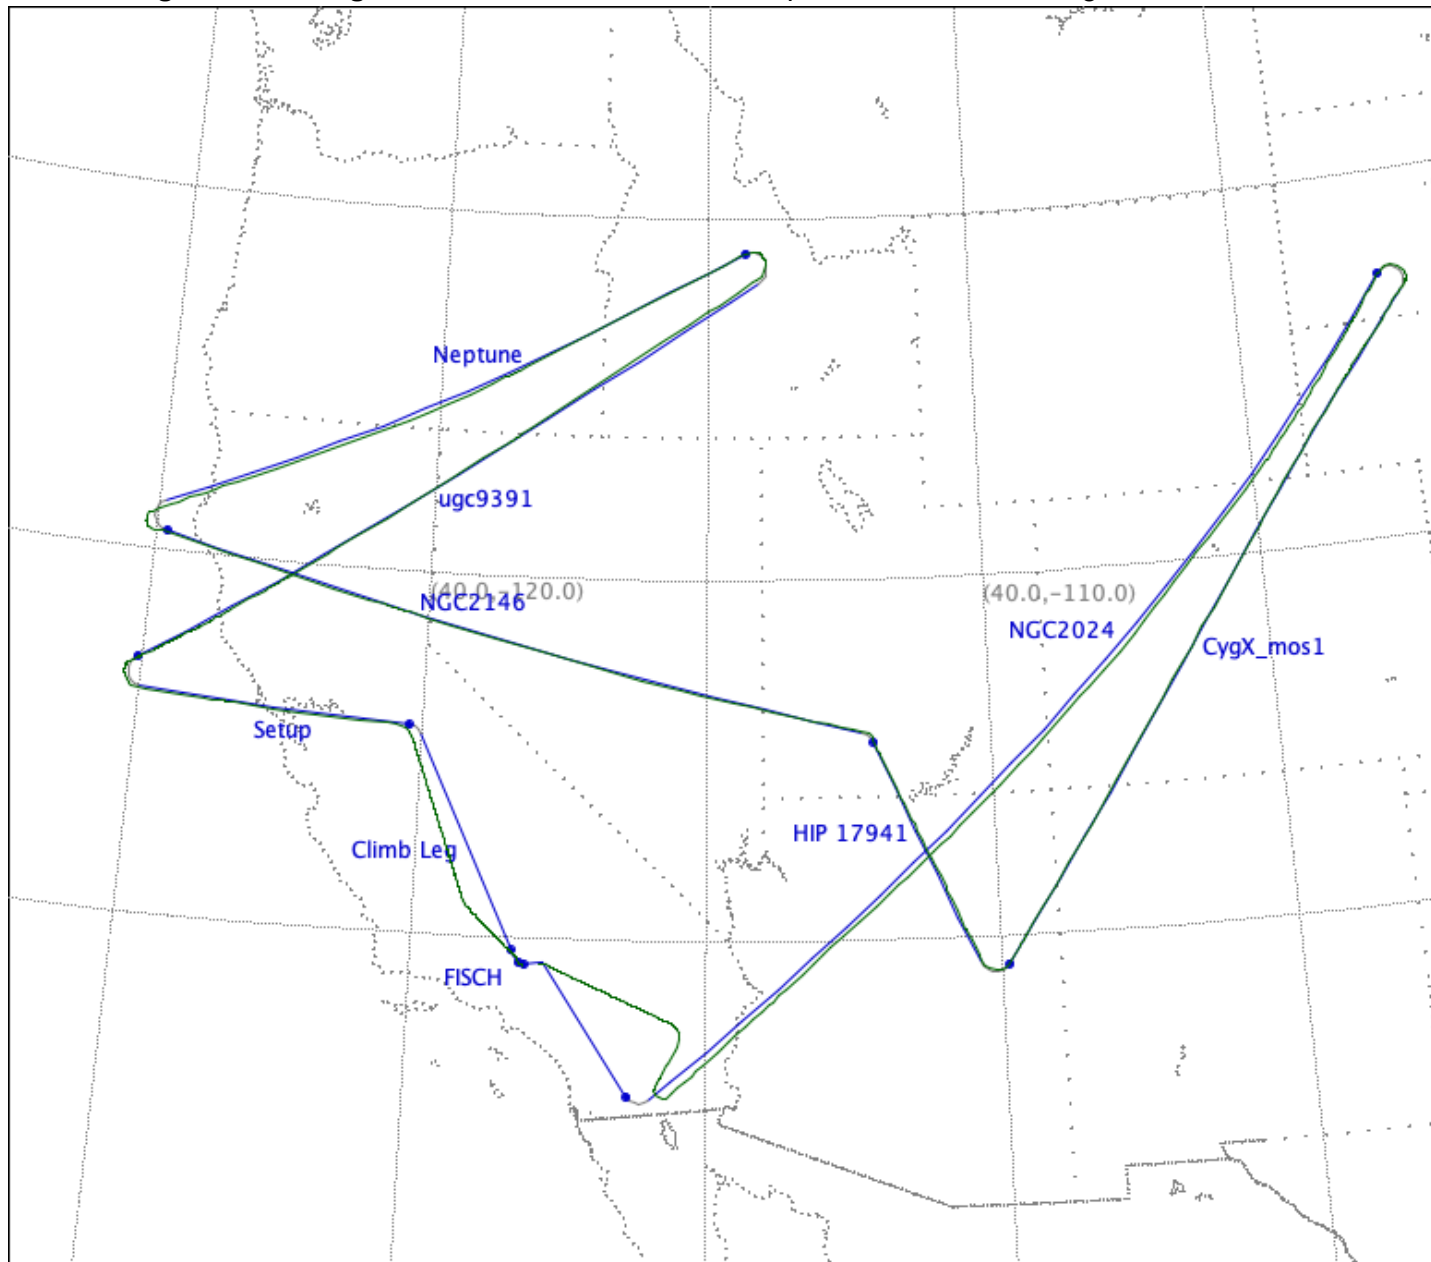 Neptune
ugc9391
(40.0,-120.0)
NGC2146
(40.0,-110.0)
NGC2024
CygX_mos1
Setup
HIP 17941
Climb Leg
FISCH